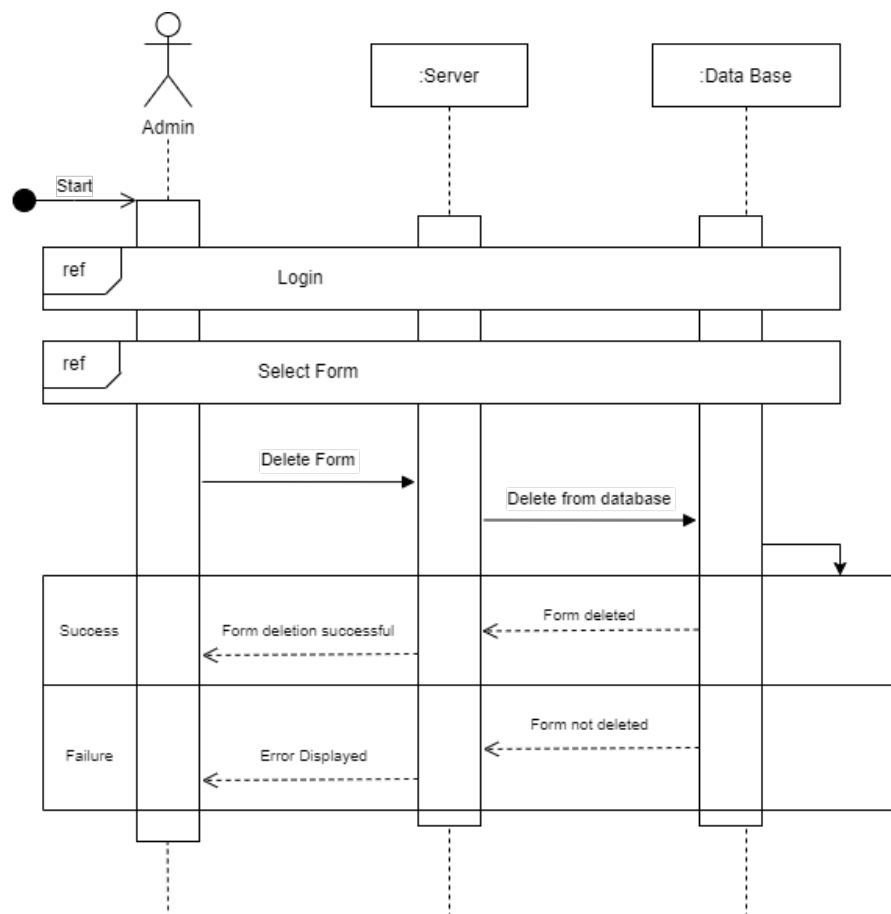 :Server
:Data Base
Admin
Start
ref
Login
ref
Select Form
Delete Form
Delete from database
Form deleted
Success
Form deletion successful
Form not deleted
Failure
Error Displayed